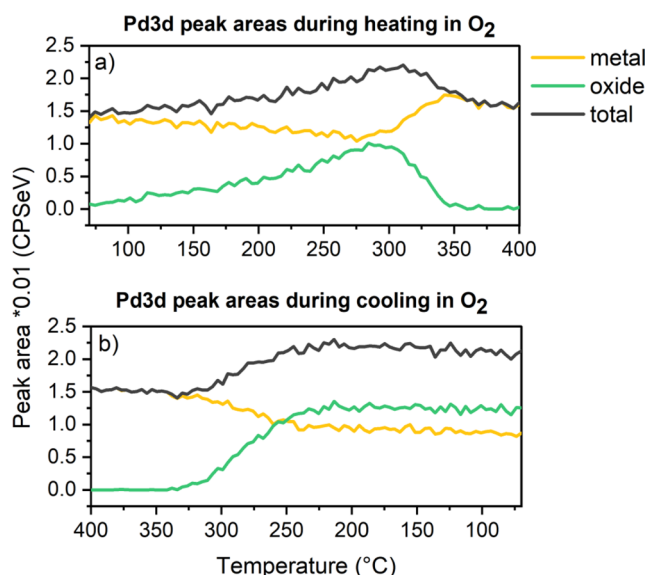 Pd3d peak areas during heating in O₂
a)
2.5
2.0
1.5
1.0
0.5
0.0
100 150 200 250 300 350 400
metal
oxide
total
Peak area *0.01 (CPSeV)
Pd3d peak areas during cooling in O₂
b)
2.5
2.0
1.5
1.0
0.5
0.0
400 350 300 250 200 150 100
Temperature (°C)